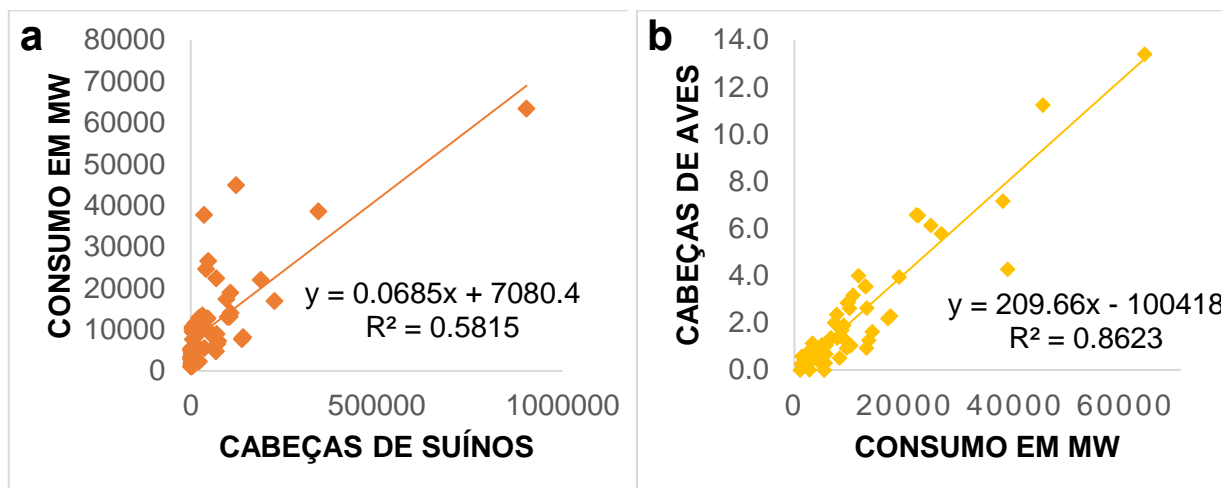 a
CONSUMO EM MW
80000
70000
60000
50000
40000
30000
20000
10000
0
y = 0.0685x + 7080.4
R² = 0.5815
0
500000
1000000
CABEÇAS DE SUÍNOS
b
CABEÇAS DE AVES
14.0
12.0
10.0
8.0
6.0
4.0
2.0
0.0
y = 209.66x - 100418
R² = 0.8623
0
20000
40000
60000
CONSUMO EM MW